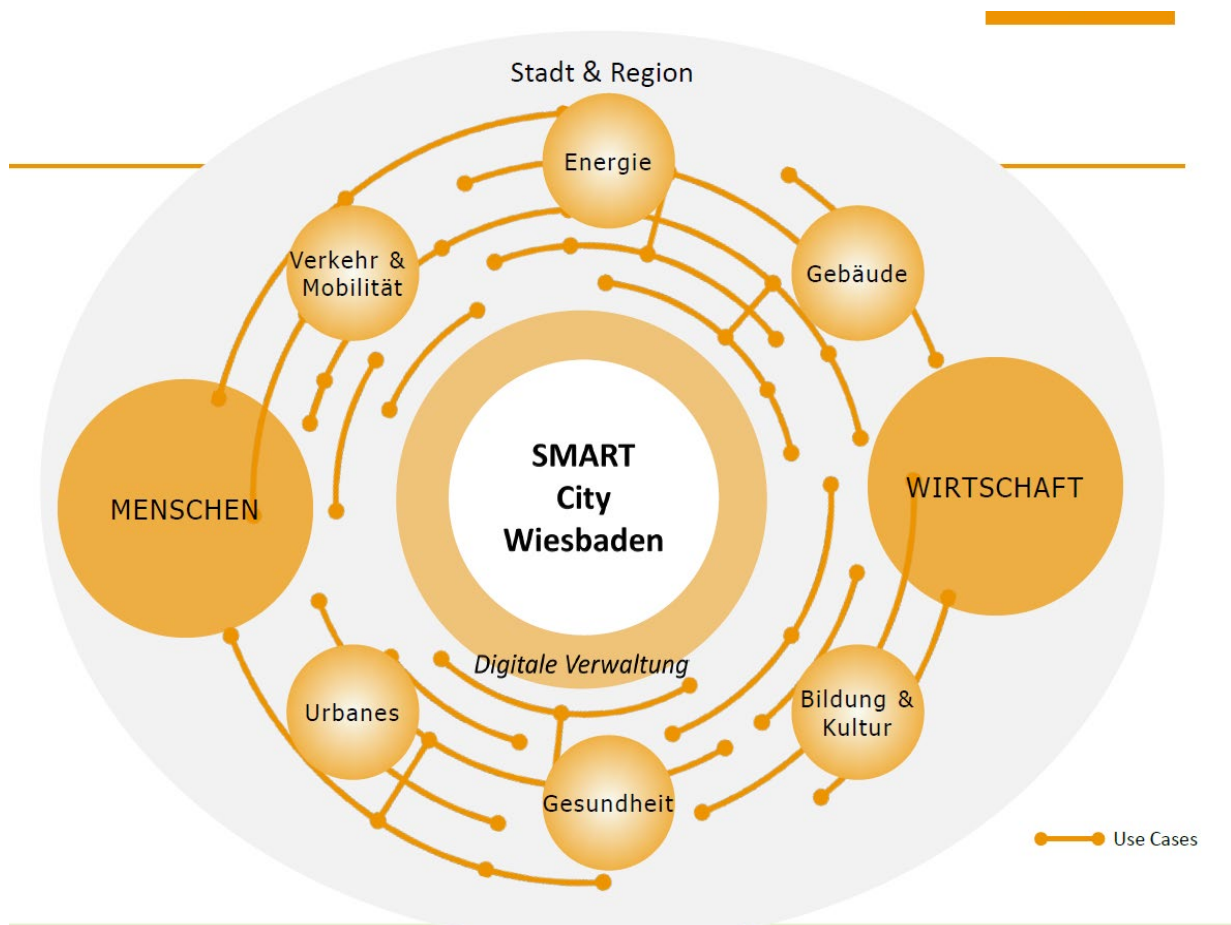 Stadt & Region
Energie
Verkehr &
Mobilität
Gebäude
SMART
City
Wiesbaden
MENSCHEN
WIRTSCHAFT
Digitale Verwaltung
Urbanes
Bildung &
Kultur
Gesundheit
Use Cases